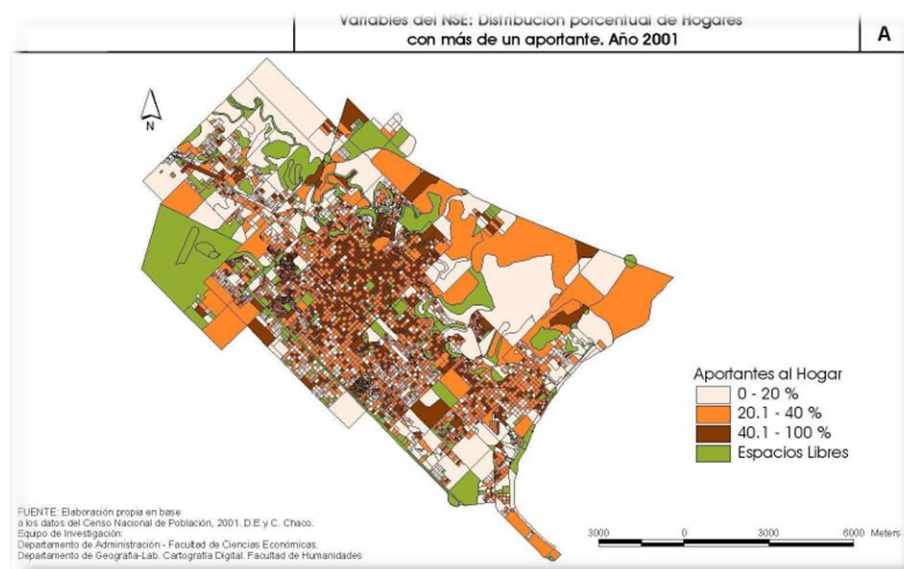 Variables del NSE: Distribución porcentual de Hogares
con más de un aportante. Año 2001
A
N
Aportantes al Hogar
0 - 20 %
20.1 - 40 %
40.1 - 100 %
Espacios Libres
FUENTE: Elaboración propia en base
a los datos del Censo Nacional de Población, 2001. D.E.y C. Chaco.
Equipo de Investigación:
Departamento de Administración - Facultad de Ciencias Económicas.
Departamento de Geografía-Lab. Cartografía Digital. Facultad de Humanidades
3000 0 3000 6000 Meters